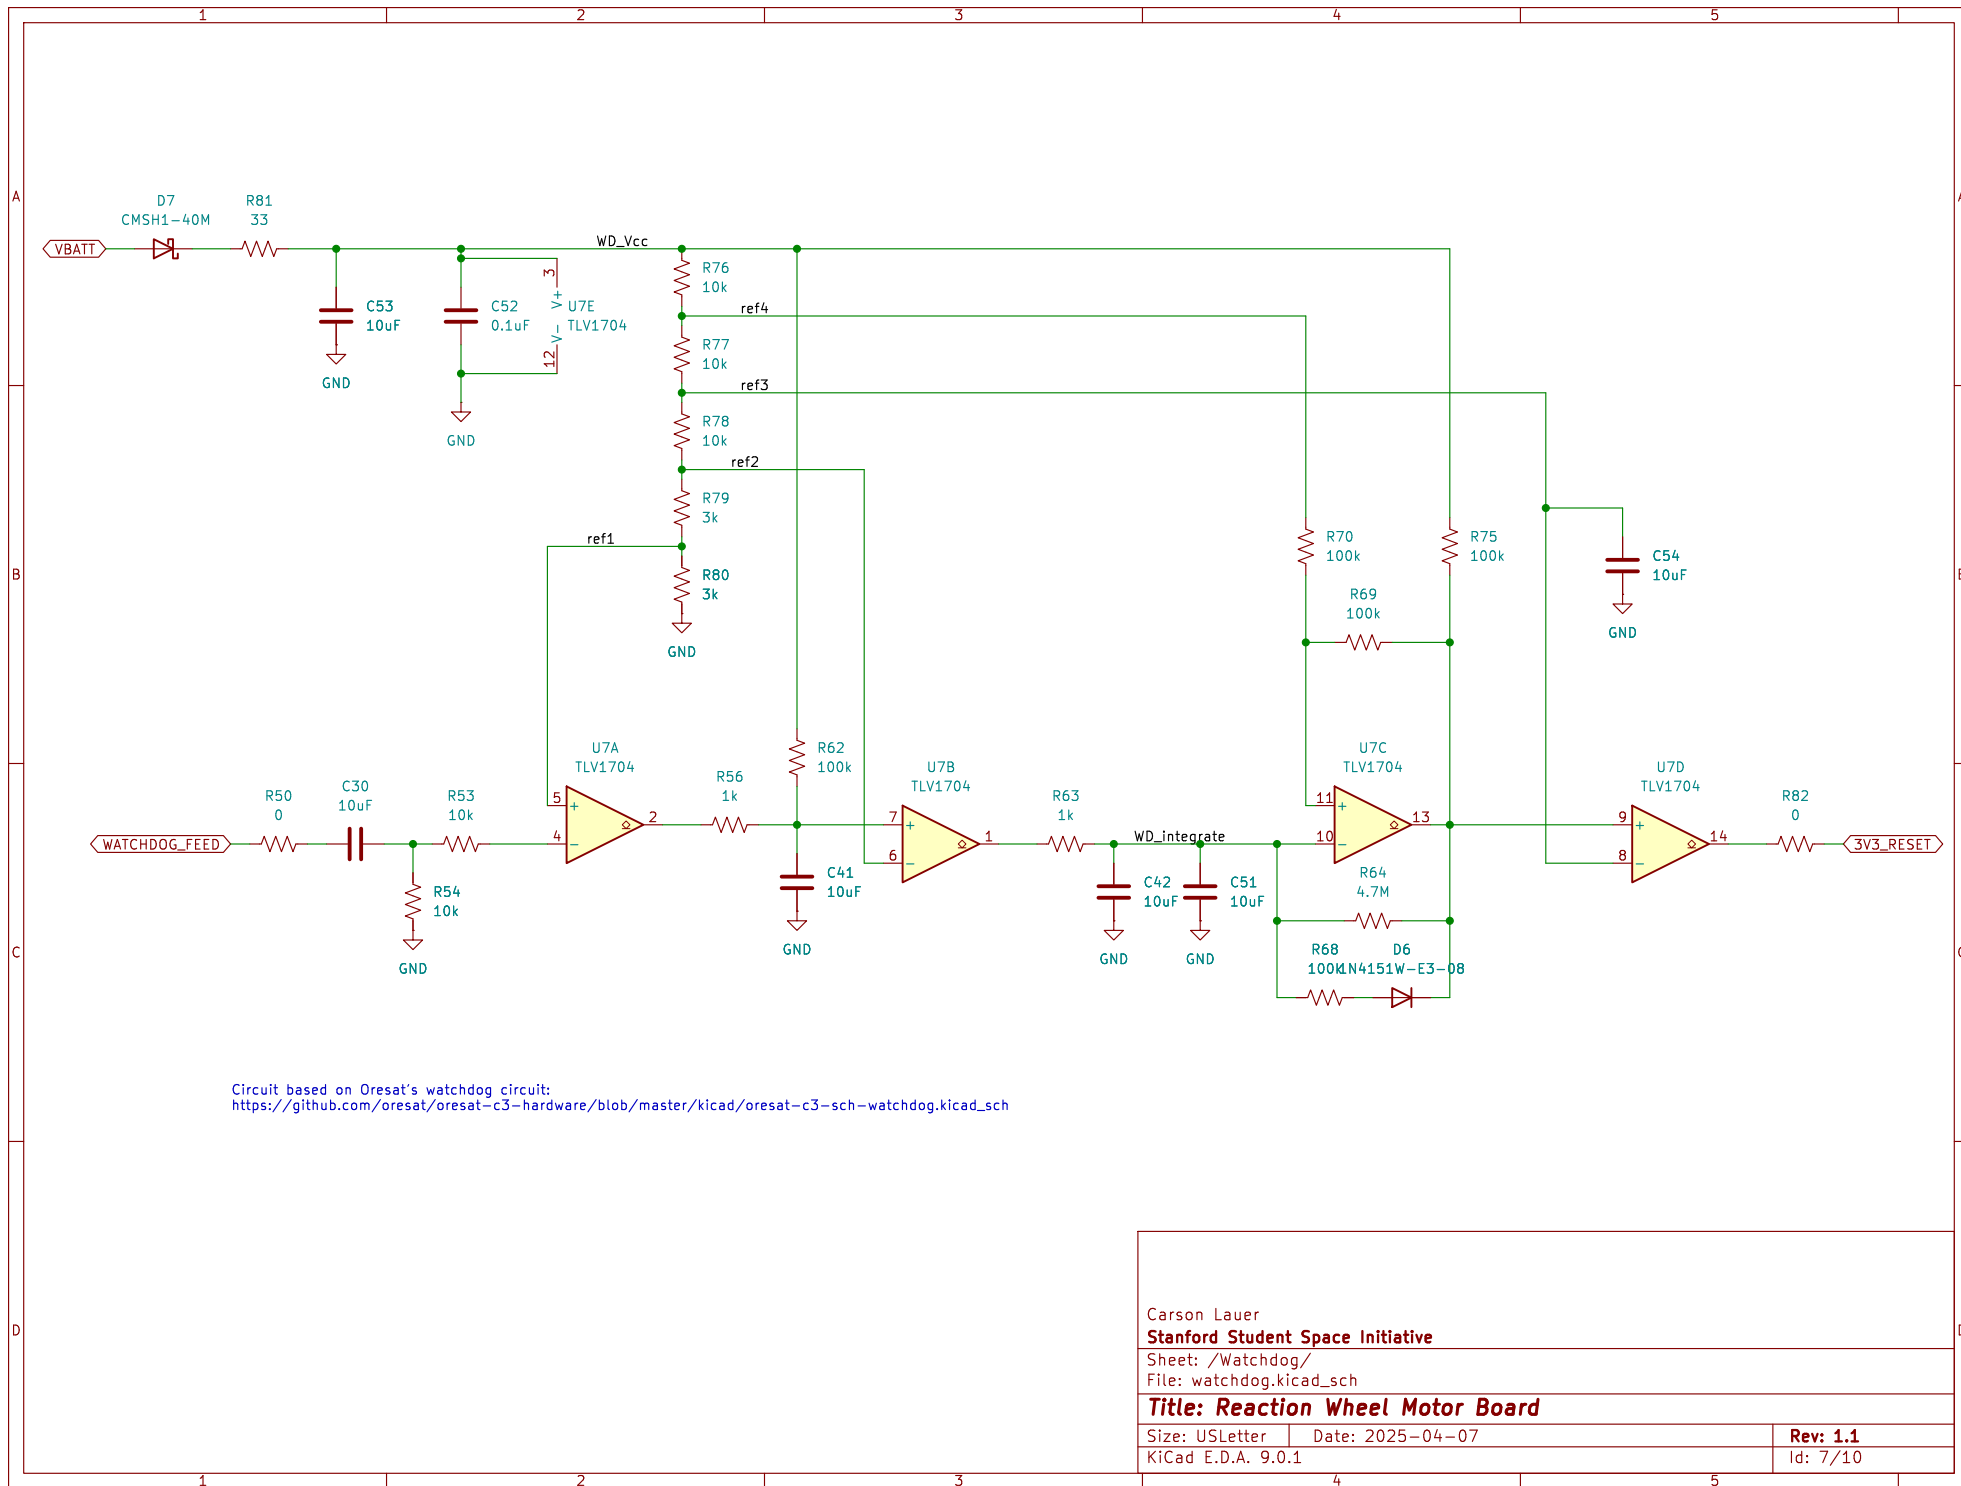 1 2 3 4 5
A
B
C
D
D7
CMSH1-40M
R81
33
VBATT
WD_Vcc
C53
10uF
GND
C52
0.1uF
3
V+
V-
12
U7E
TLV1704
GND
R76
10k
ref4
R77
10k
ref3
R78
10k
ref2
R79
3k
ref1
R80
3k
GND
R70
100k
R75
100k
R69
100k
C54
10uF
GND
WATCHDOG_FEED
R50
0
C30
10uF
R53
10k
R54
10k
GND
U7A
TLV1704
5
+
4
-
2
R56
1k
R62
100k
C41
10uF
GND
U7B
TLV1704
7
+
6
-
1
R63
1k
WD_integrate
C42
10uF
GND
C51
10uF
GND
U7C
TLV1704
11
+
10
-
13
R64
4.7M
R68
100k
D6
1N4151W-E3-08
U7D
TLV1704
9
+
8
-
14
R82
0
3V3_RESET
Circuit based on Oresat's watchdog circuit:
https://github.com/oresat/oresat-c3-hardware/blob/master/kicad/oresat-c3-sch-watchdog.kicad_sch
Carson Lauer
Stanford Student Space Initiative
Sheet: /Watchdog/
File: watchdog.kicad_sch
Title: Reaction Wheel Motor Board
Size: USLetter Date: 2025-04-07 Rev: 1.1
KiCad E.D.A. 9.0.1 Id: 7/10
1 2 3 4 5